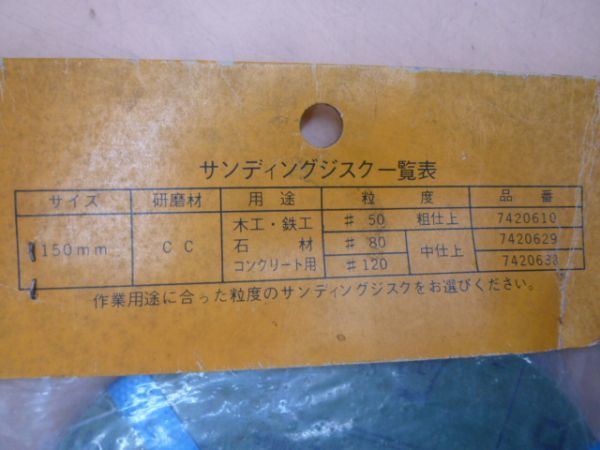 サンディングジスク一覧表
サイズ 研磨材 用途 粒度 品番
150mm CC 木工・鉄工 #50 粗仕上 7420610
石材 #80 中仕上 7420629
コンクリート用 #120 7420638
作業用途に合った粒度のサンディングジスクをお選びください。